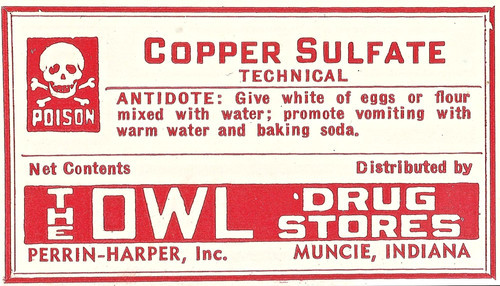 COPPER SULFATE
TECHNICAL
POISON
ANTIDOTE: Give white of eggs or flour
mixed with water; promote vomiting with
warm water and baking soda.
Net Contents
Distributed by
THE OWL DRUG STORES
PERRIN-HARPER, Inc.
MUNCIE, INDIANA